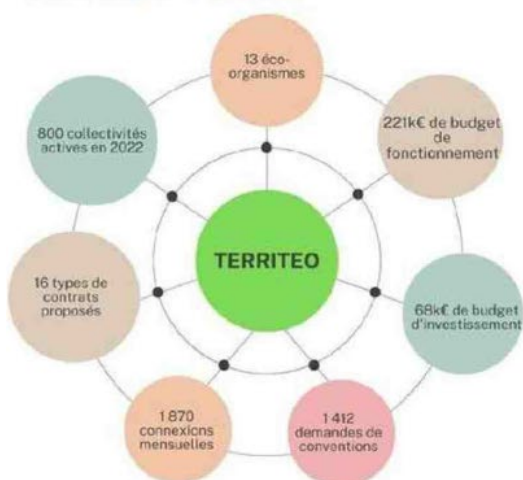 13 éco-
organismes
221k€ de budget
de
fonctionnement
68k€ de budget
d'investissement
1 412
demandes de
conventions
1 870
connexions
mensuelles
16 types de
contrats
proposés
800 collectivités
actives en 2022
TERRITEO